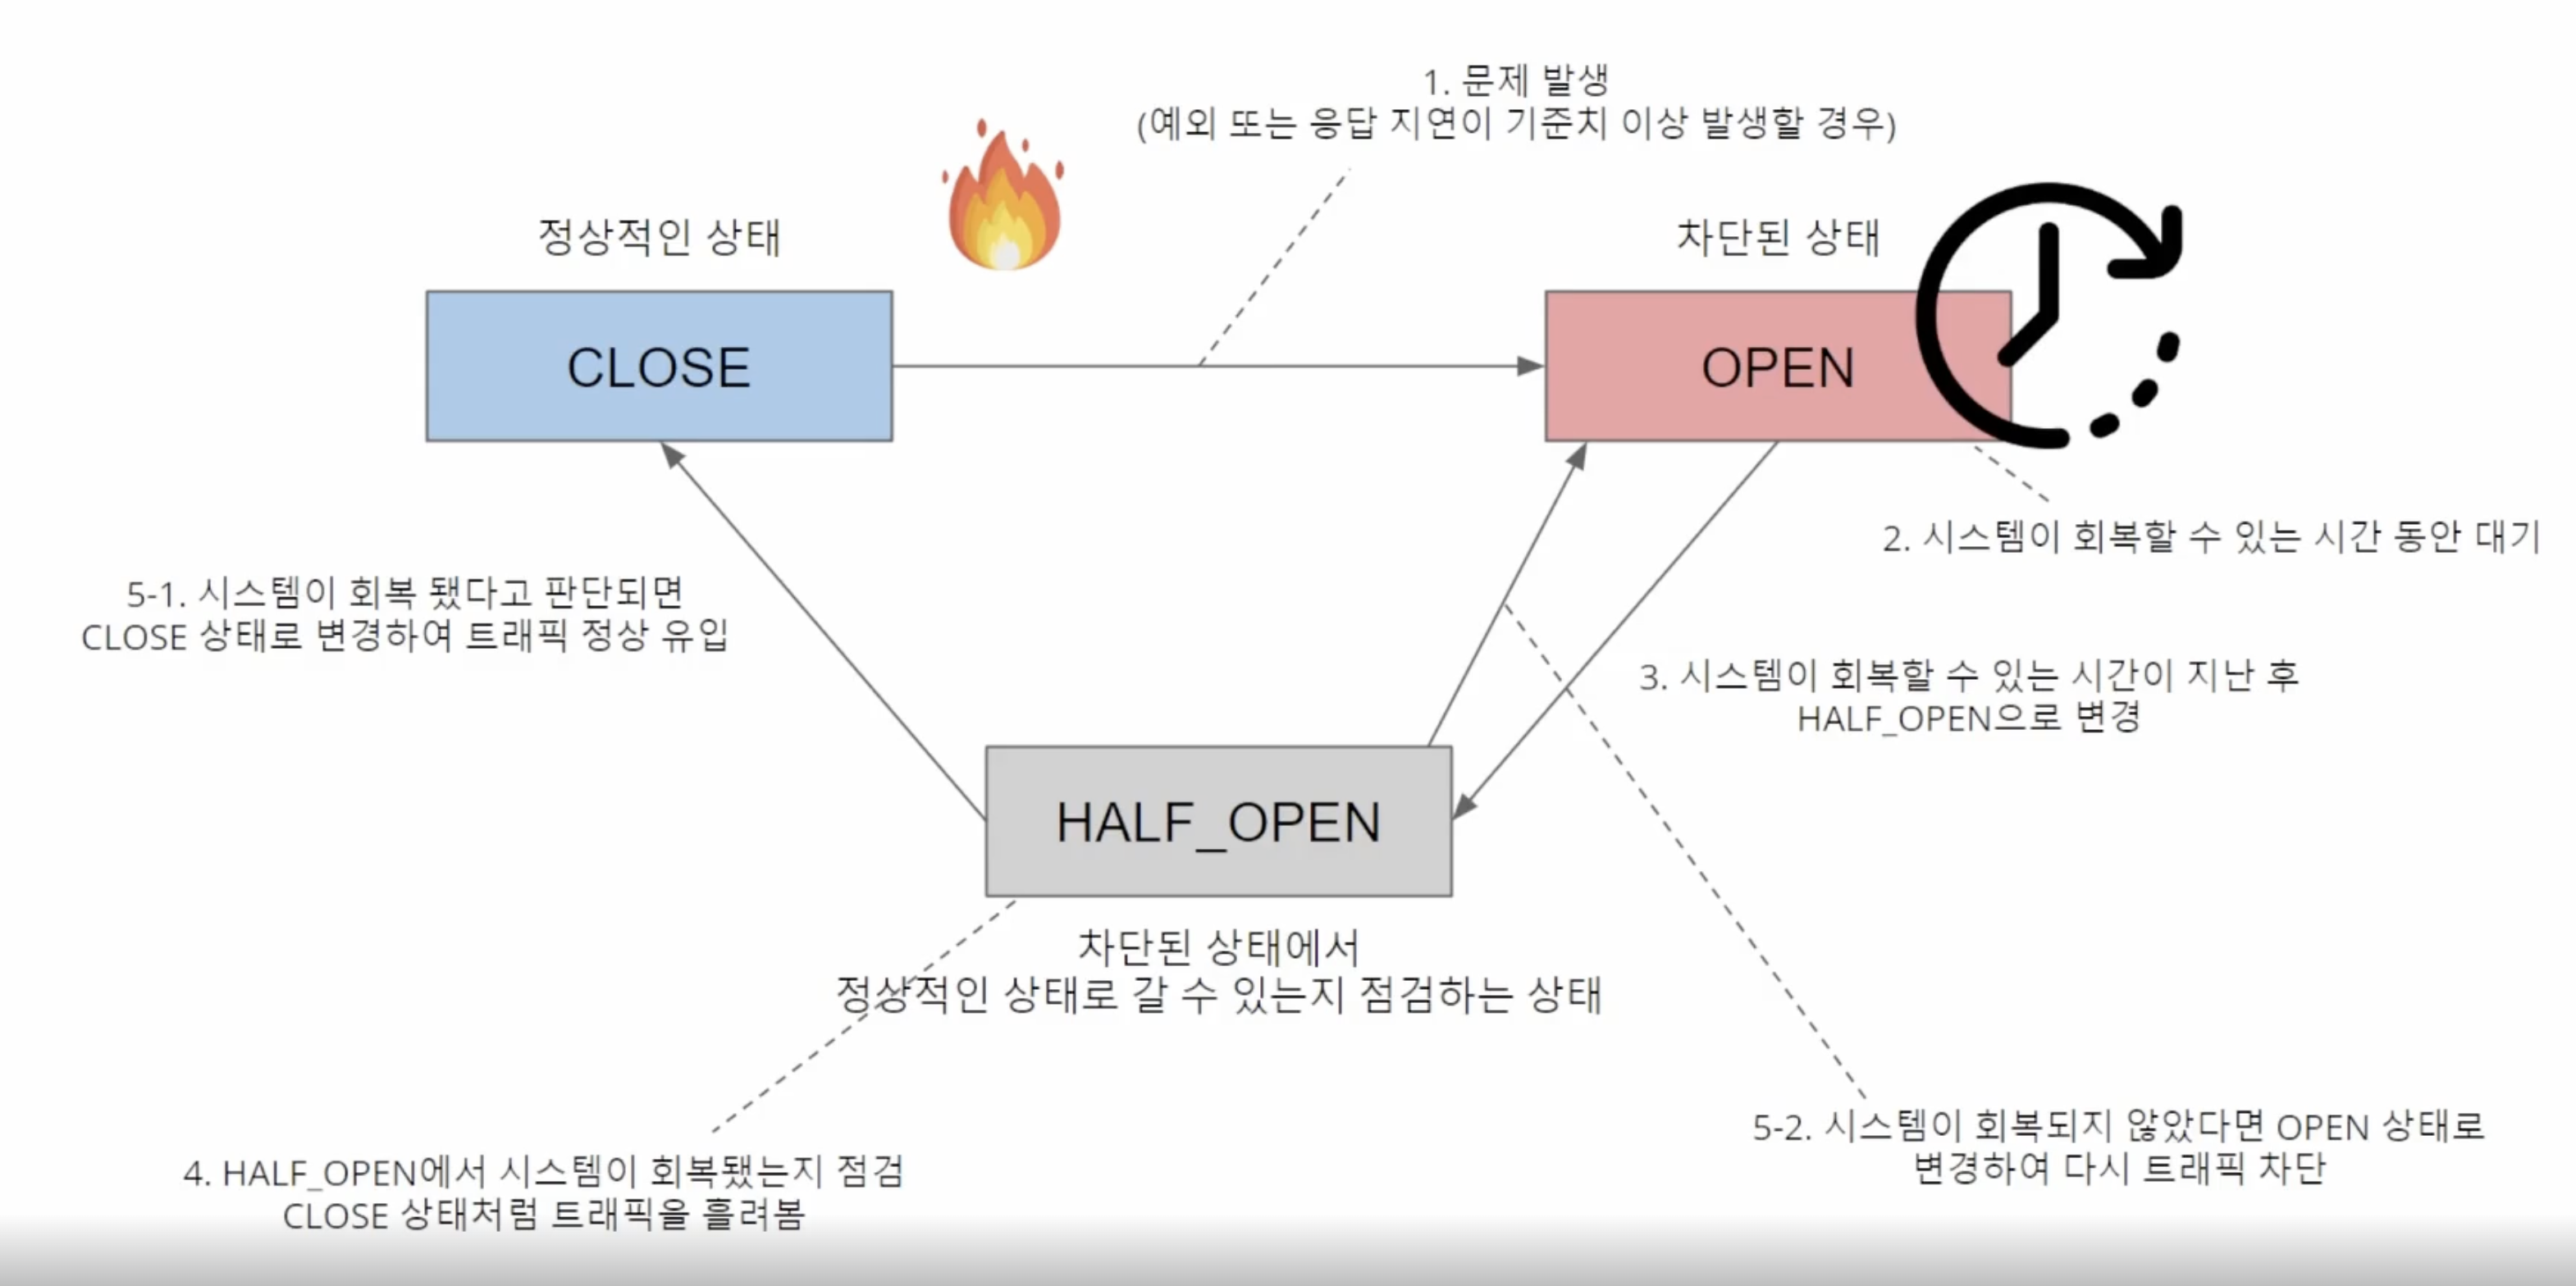 1. 문제 발생
(예외 또는 응답 지연이 기준치 이상 발생할 경우)
정상적인 상태
차단된 상태
CLOSE
OPEN
2. 시스템이 회복할 수 있는 시간 동안 대기
5-1. 시스템이 회복 됐다고 판단되면
CLOSE 상태로 변경하여 트래픽 정상 유입
3. 시스템이 회복할 수 있는 시간이 지난 후
HALF_OPEN으로 변경
HALF_OPEN
차단된 상태에서
정상적인 상태로 갈 수 있는지 점검하는 상태
4. HALF_OPEN에서 시스템이 회복됐는지 점검
CLOSE 상태처럼 트래픽을 흘려봄
5-2. 시스템이 회복되지 않았다면 OPEN 상태로
변경하여 다시 트래픽 차단